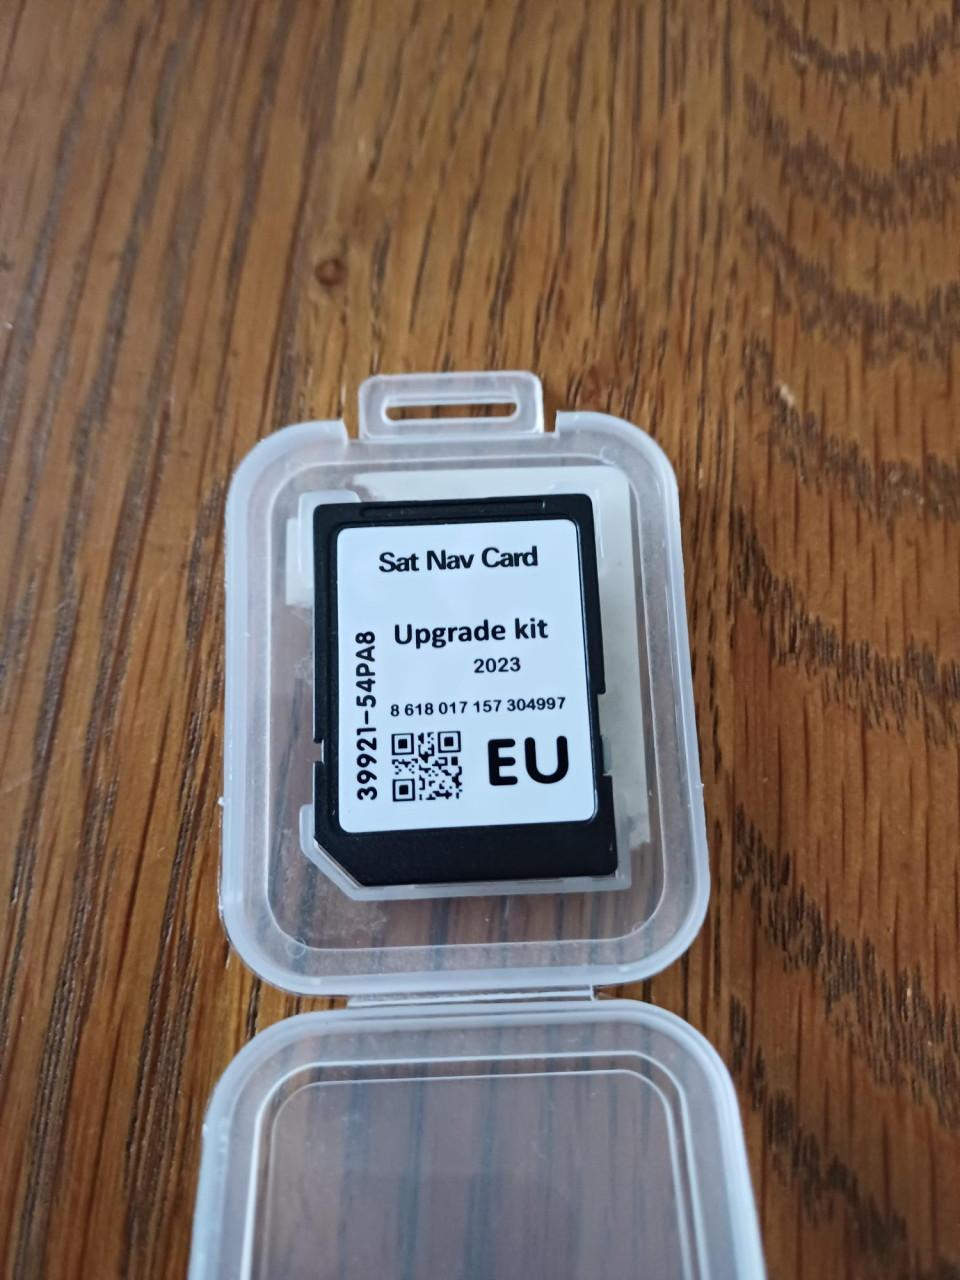 Sat Nav Card
Upgrade kit
2023
8 618 017 157 304997
EU
39921-54PA8